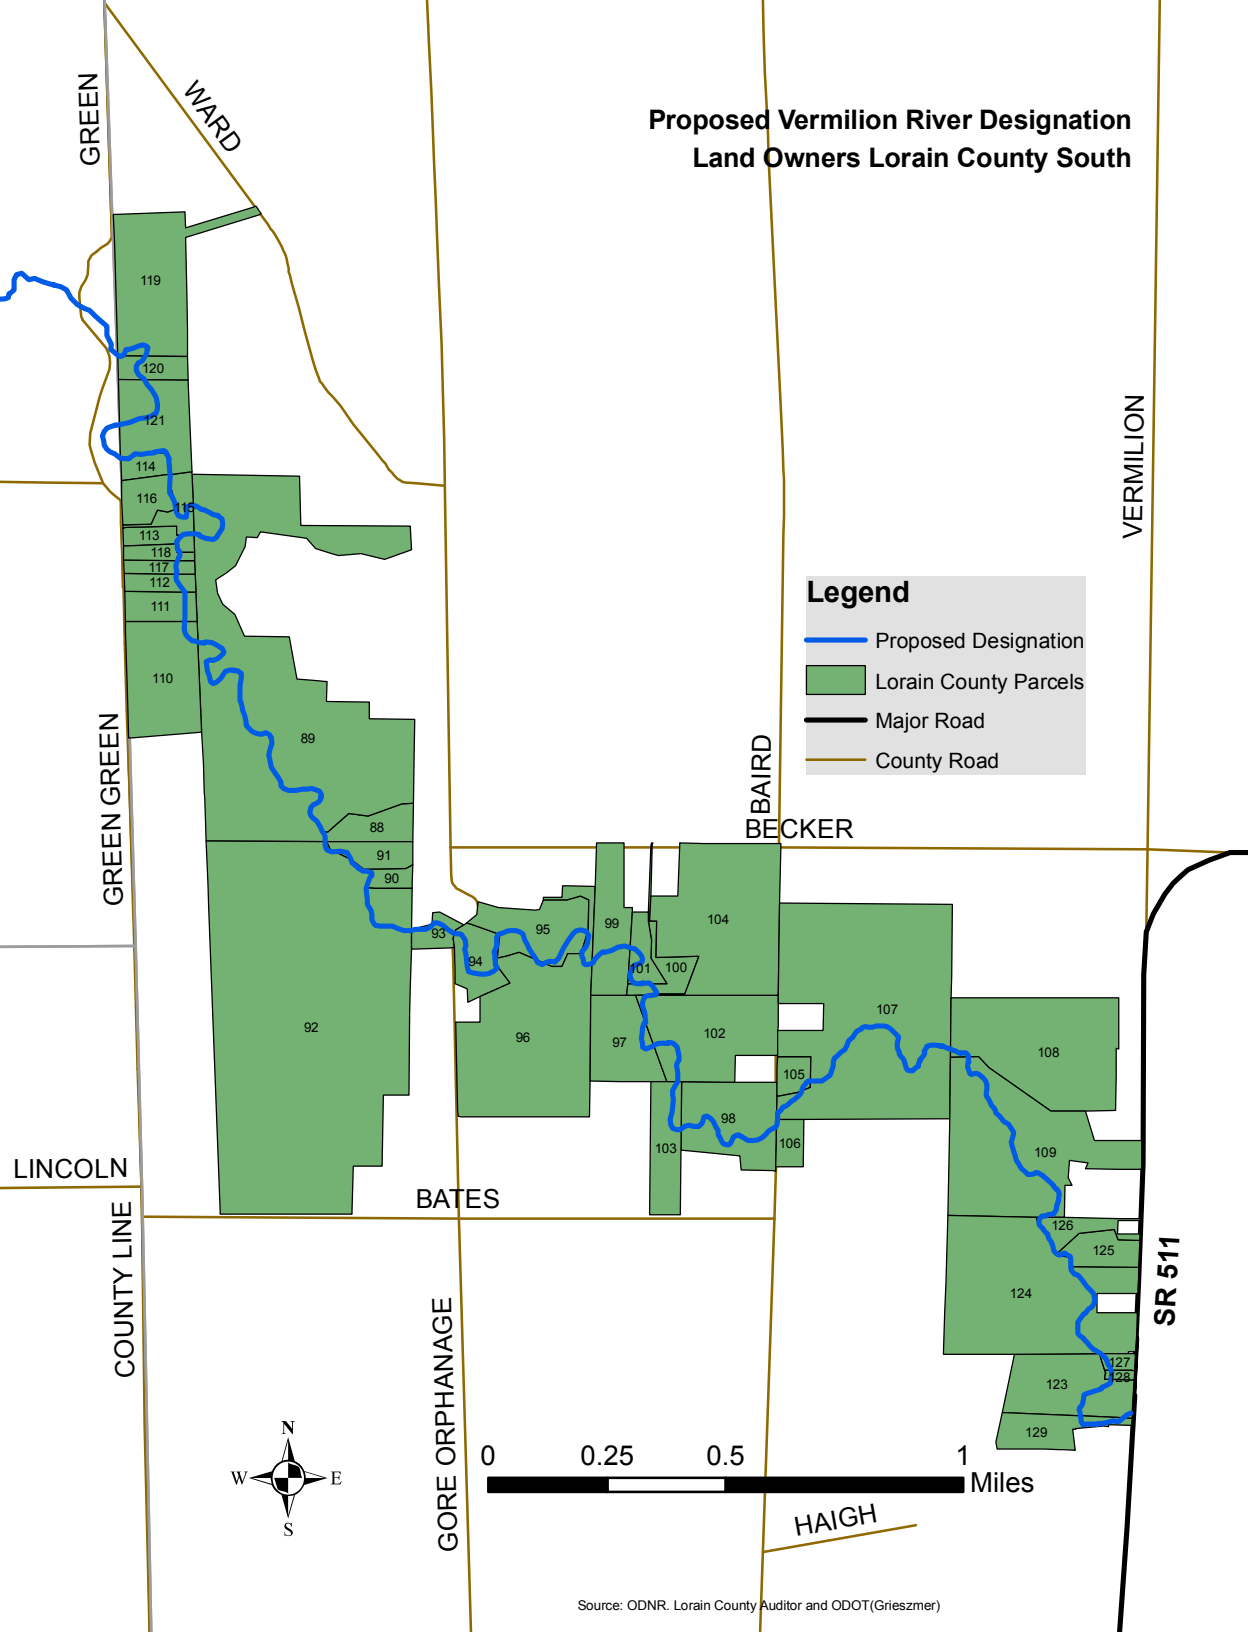 GREEN
WARD
Proposed Vermilion River Designation
Land Owners Lorain County South
119
120
121
114
116
115
113
118
117
112
111
110
VERMILION
Legend
Proposed Designation
Lorain County Parcels
Major Road
County Road
GREEN GREEN
89
88
91
90
BAIRD
BECKER
93
94
95
99
104
101
100
92
96
97
102
107
108
105
98
103
106
109
LINCOLN
BATES
COUNTY LINE
126
125
124
SR 511
127
128
123
129
GORE ORPHANAGE
N
W
E
S
0 0.25 0.5 1
Miles
HAIGH
Source: ODNR. Lorain County Auditor and ODOT(Grieszmer)